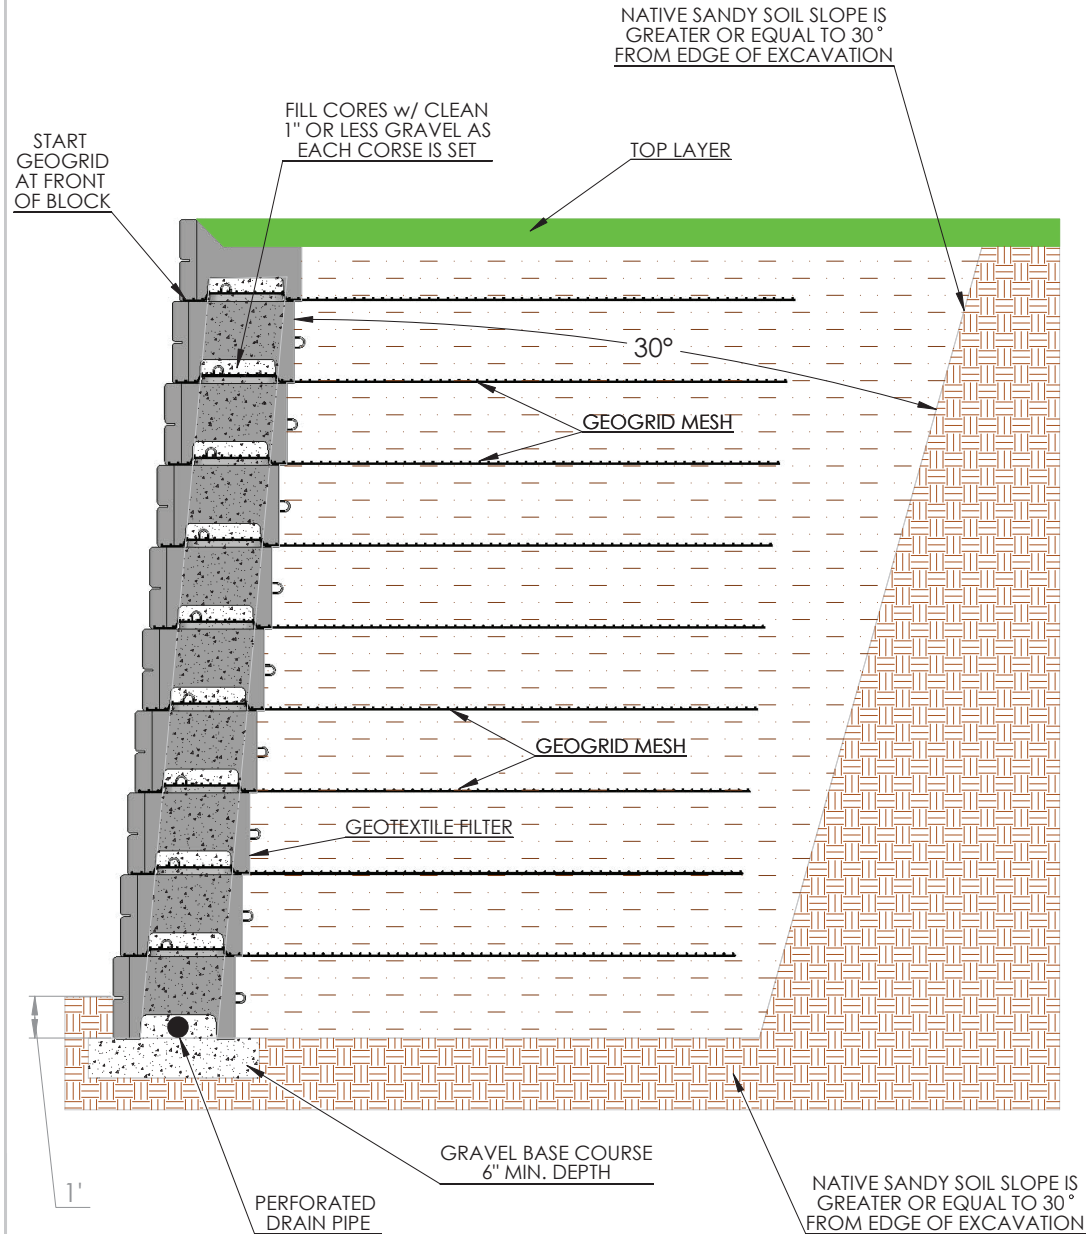 NATIVE SANDY SOIL SLOPE IS
GREATER OR EQUAL TO 30°
FROM EDGE OF EXCAVATION
FILL CORES w/ CLEAN
1" OR LESS GRAVEL AS
EACH CORSE IS SET
START
GEOGRID
AT FRONT
OF BLOCK
TOP LAYER
30°
GEOGRID MESH
GEOGRID MESH
GEOTEXTILE FILTER
GRAVEL BASE COURSE
6" MIN. DEPTH
1'
PERFORATED
DRAIN PIPE
NATIVE SANDY SOIL SLOPE IS
GREATER OR EQUAL TO 30°
FROM EDGE OF EXCAVATION